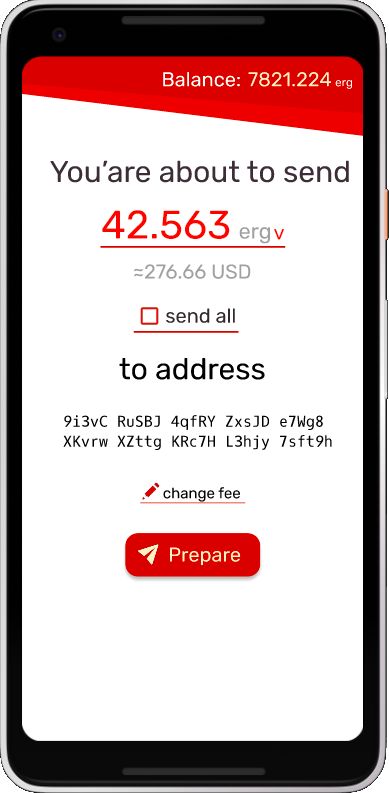 Balance: 7821.224 erg
You'are about to send
42.563 erg v
≈276.66 USD
send all
to address
9i3vC RuSBJ 4qfRY ZxsJD e7Wg8
XKvrw XZttg KRc7H L3hjy 7sft9h
change fee
Prepare